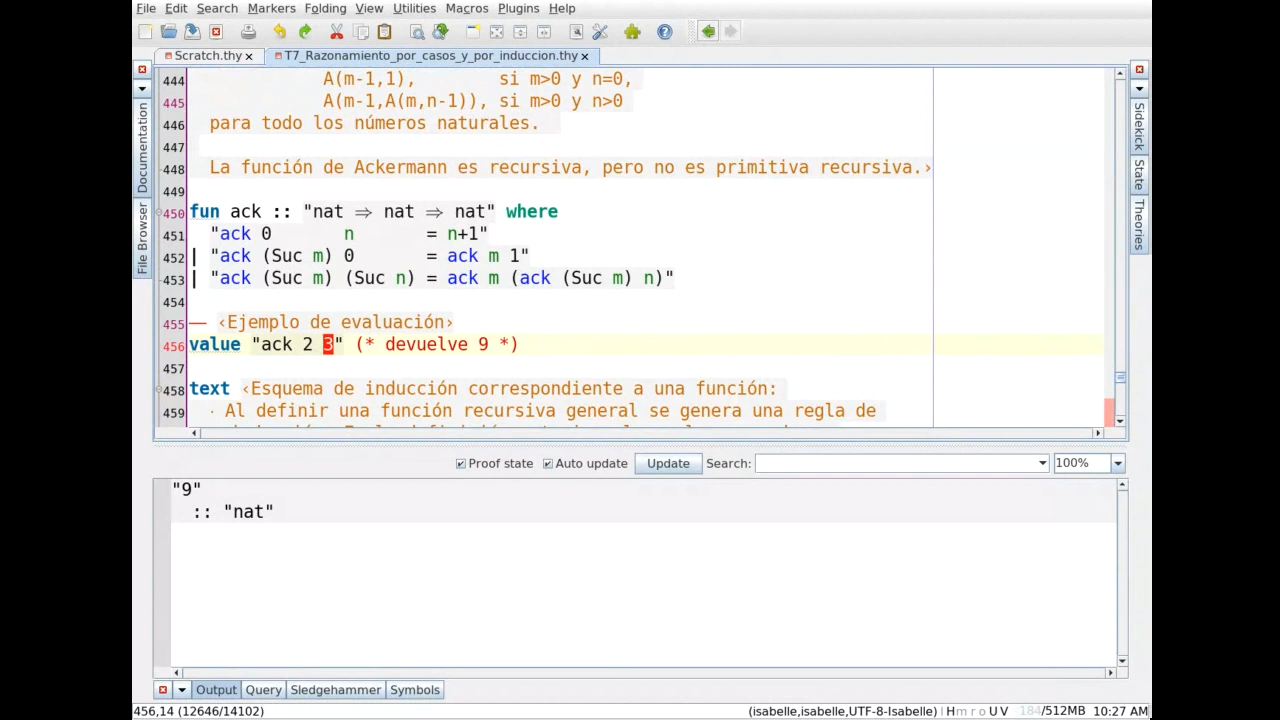 File Edit Search Markers Folding View Utilities Macros Plugins Help
Scratch.thy T7_Razonamiento_por_casos_y_por_induccion.thy
Documentation
File Browser
Sidekick
State
Theories
444 A(m-1,1), si m>0 y n=0,
445 A(m-1,A(m,n-1)), si m>0 y n>0
446 para todo los números naturales.
447
448 La función de Ackermann es recursiva, pero no es primitiva recursiva.›
449
450 fun ack :: "nat ⇒ nat ⇒ nat" where
451 "ack 0 n = n+1"
452 | "ack (Suc m) 0 = ack m 1"
453 | "ack (Suc m) (Suc n) = ack m (ack (Suc m) n)"
454
455 — ‹Ejemplo de evaluación›
456 value "ack 2 3" (* devuelve 9 *)
457
458 text ‹Esquema de inducción correspondiente a una función:
459 · Al definir una función recursiva general se genera una regla de
Proof state Auto update Update Search: 100%
"9"
:: "nat"
Output Query Sledgehammer Symbols
456,14 (12646/14102) (isabelle,isabelle,UTF-8-Isabelle) | H m r o U V 184/512MB 10:27 AM